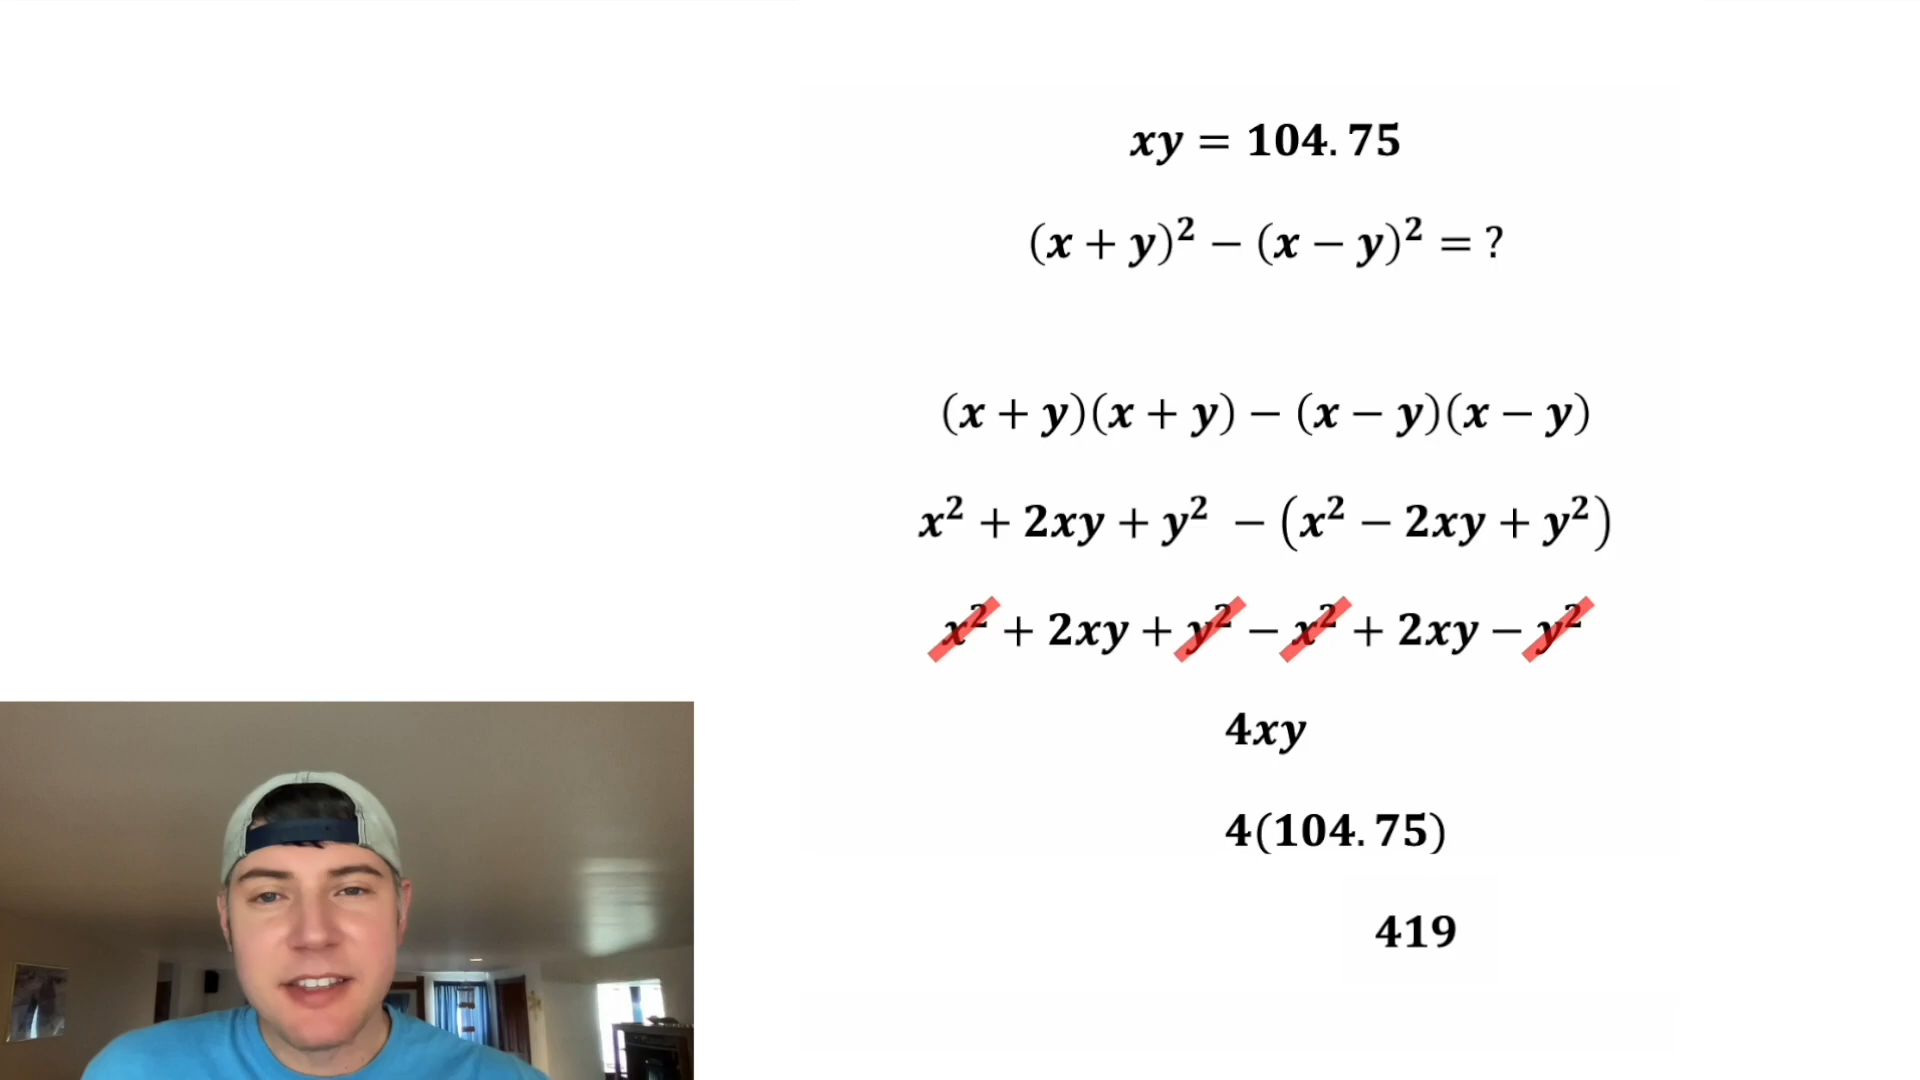 xy = 104.75
(x + y)² − (x − y)² = ?
(x + y)(x + y) − (x − y)(x − y)
x² + 2xy + y² − (x² − 2xy + y²)
x² + 2xy + y² − x² + 2xy − y²
4xy
4(104.75)
419